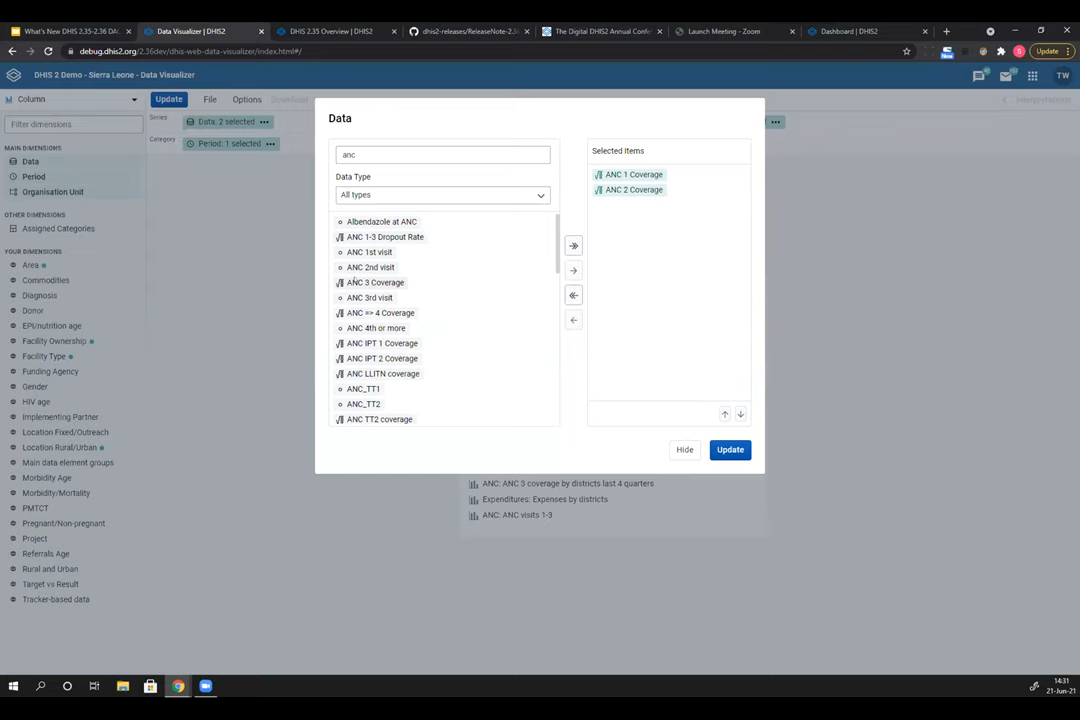 What's New DHIS 2.35-2.36 DAC
Data Visualizer | DHIS2
DHIS 2.35 Overview | DHIS2
dhis2-releases/ReleaseNote-2.3
The Digital DHIS2 Annual Confe
Launch Meeting - Zoom
Dashboard | DHIS2
debug.dhis2.org/2.36dev/dhis-web-data-visualizer/index.html#/
New
S
Update
DHIS 2 Demo - Sierra Leone - Data Visualizer
TW
Column
Update
File
Options
Download
Interpretations
Filter dimensions
Series
Data: 2 selected
Category
Period: 1 selected
MAIN DIMENSIONS
Data
Period
Organisation Unit
OTHER DIMENSIONS
Assigned Categories
YOUR DIMENSIONS
Area
Commodities
Diagnosis
Donor
EPI/nutrition age
Facility Ownership
Facility Type
Funding Agency
Gender
HIV age
Implementing Partner
Location Fixed/Outreach
Location Rural/Urban
Main data element groups
Morbidity Age
Morbidity/Mortality
PMTCT
Pregnant/Non-pregnant
Project
Referrals Age
Rural and Urban
Target vs Result
Tracker-based data
Data
anc
Data Type
All types
Albendazole at ANC
ANC 1-3 Dropout Rate
ANC 1st visit
ANC 2nd visit
ANC 3 Coverage
ANC 3rd visit
ANC => 4 Coverage
ANC 4th or more
ANC IPT 1 Coverage
ANC IPT 2 Coverage
ANC LLITN coverage
ANC_TT1
ANC_TT2
ANC TT2 coverage
Selected Items
ANC 1 Coverage
ANC 2 Coverage
Hide
Update
ANC: ANC 3 coverage by districts last 4 quarters
Expenditures: Expenses by districts
ANC: ANC visits 1-3
14:31
21-Jun-21